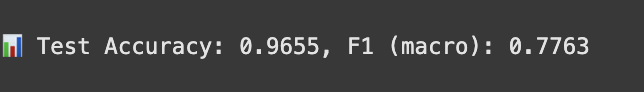 📊 Test Accuracy: 0.9655, F1 (macro): 0.7763